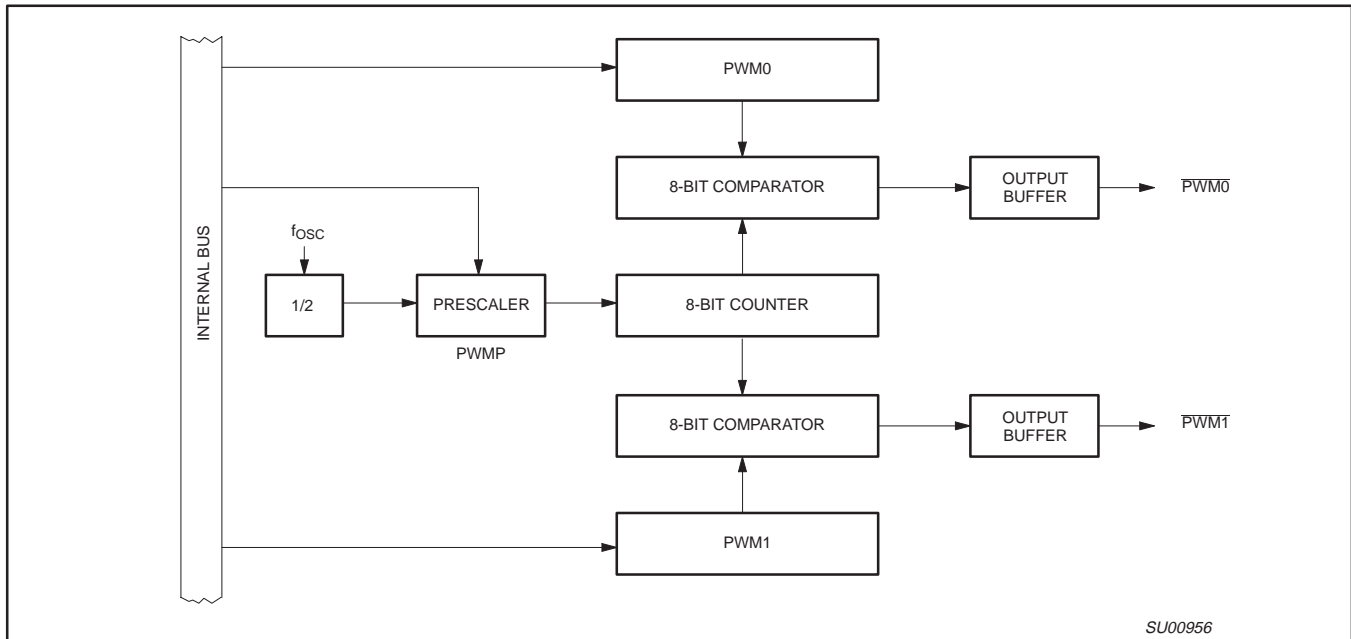 PWM0
8-BIT COMPARATOR
OUTPUT
BUFFER
PWM0
INTERNAL BUS
fOSC
1/2
PRESCALER
PWMP
8-BIT COUNTER
8-BIT COMPARATOR
OUTPUT
BUFFER
PWM1
PWM1
SU00956